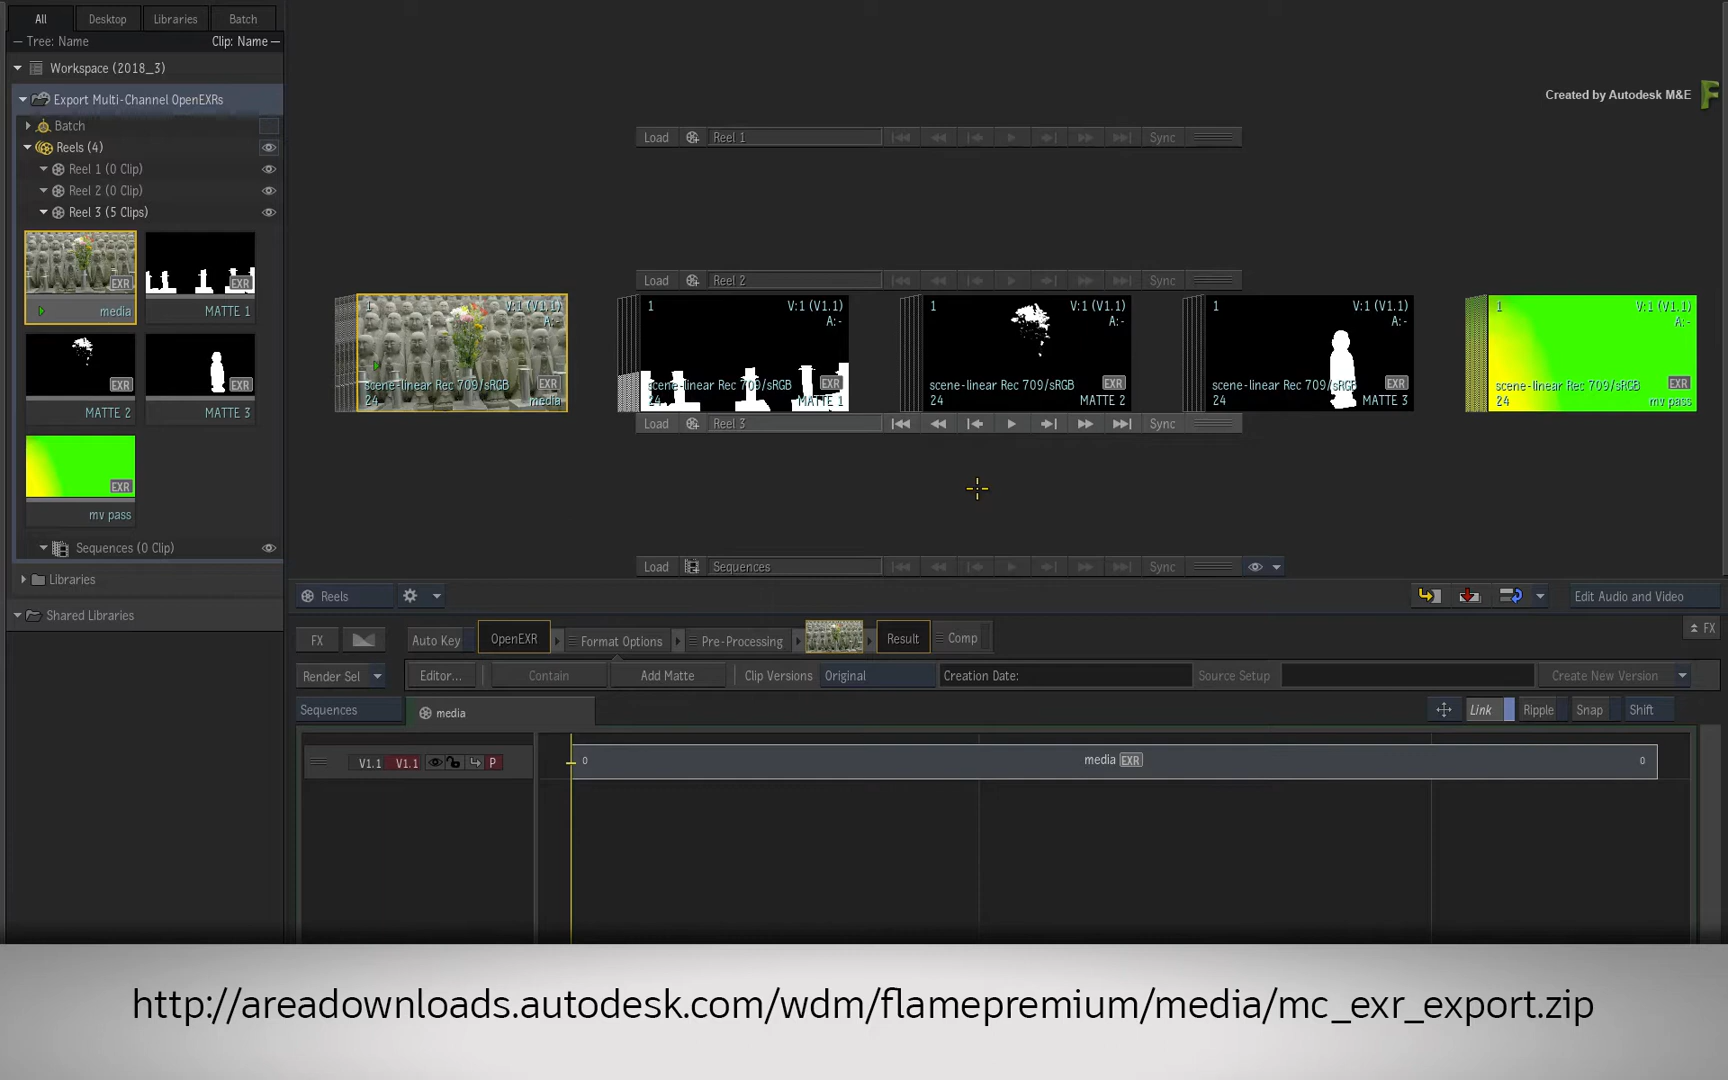 All Desktop Libraries Batch
Tree: Name Clip: Name
Workspace (2018_3)
Export Multi-Channel OpenEXRs
Batch
Reels (4)
Reel 1 (0 Clip)
Reel 2 (0 Clip)
Reel 3 (5 Clips)
EXR EXR
media MATTE 1
EXR EXR
MATTE 2 MATTE 3
EXR
mv pass
Sequences (0 Clip)
Libraries
Shared Libraries
Created by Autodesk M&E
Load Reel 1 Sync
Load Reel 2 Sync
1 V:1 (V1.1) 1 V:1 (V1.1) 1 V:1 (V1.1) 1 V:1 (V1.1) 1 V:1 (V1.1)
A:- A:- A:- A:- A:-
scene-linear Rec 709/sRGB EXR scene-linear Rec 709/sRGB EXR scene-linear Rec 709/sRGB EXR scene-linear Rec 709/sRGB EXR scene-linear Rec 709/sRGB EXR
24 media 24 MATTE 1 24 MATTE 2 24 MATTE 3 24 mv pass
Load Reel 3 Sync
Load Sequences Sync
Reels Edit Audio and Video
FX Auto Key OpenEXR Format Options Pre-Processing Result Comp FX
Render Sel Editor... Contain Add Matte Clip Versions Original Creation Date: Source Setup Create New Version
Sequences media Link Ripple Snap Shift
V1.1 V1.1 P 0 media EXR 0
http://areadownloads.autodesk.com/wdm/flamepremium/media/mc_exr_export.zip